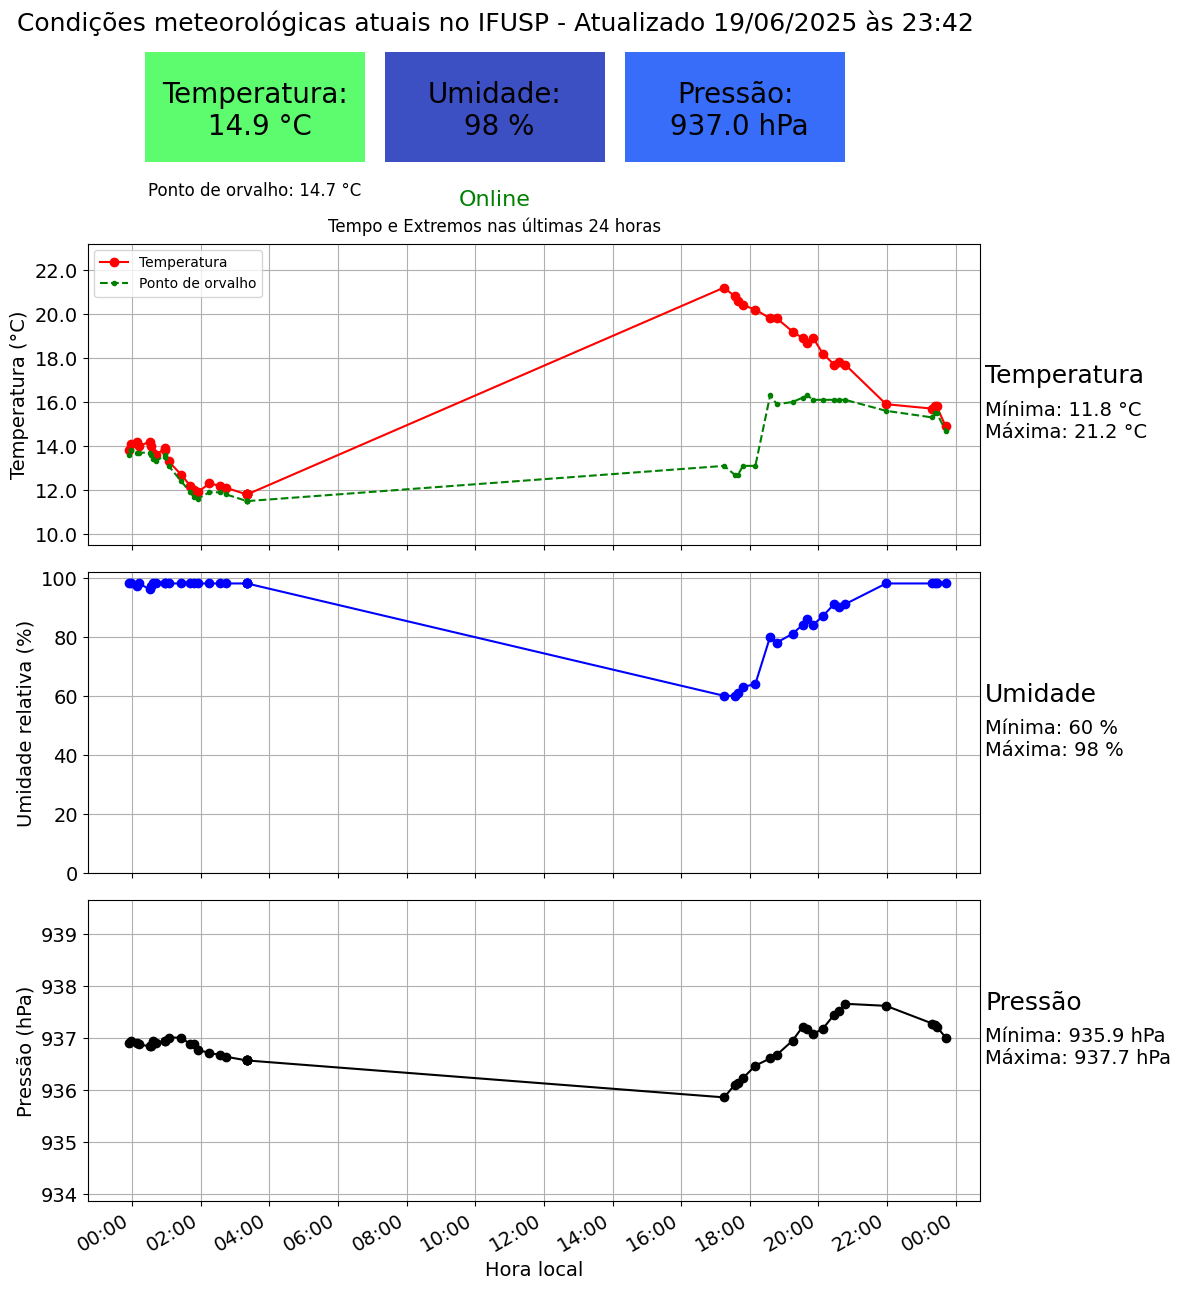 Condições meteorológicas atuais no IFUSP - Atualizado 19/06/2025 às 23:42
Temperatura:
14.9 °C
Umidade:
98 %
Pressão:
937.0 hPa
Ponto de orvalho: 14.7 °C
Online
Tempo e Extremos nas últimas 24 horas
Temperatura
Ponto de orvalho
Temperatura (°C)
22.0
20.0
18.0
16.0
14.0
12.0
10.0
Temperatura
Mínima: 11.8 °C
Máxima: 21.2 °C
Umidade relativa (%)
100
80
60
40
20
0
Umidade
Mínima: 60 %
Máxima: 98 %
Pressão (hPa)
939
938
937
936
935
934
Pressão
Mínima: 935.9 hPa
Máxima: 937.7 hPa
00:00 02:00 04:00 06:00 08:00 10:00 12:00 14:00 16:00 18:00 20:00 22:00 00:00
Hora local